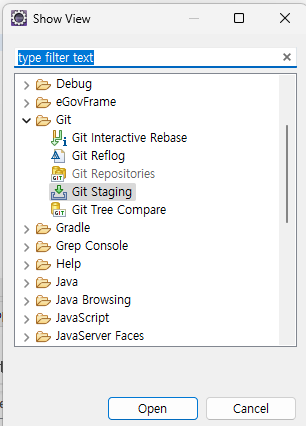 Show View
type filter text
Debug
eGovFrame
Git
Git Interactive Rebase
Git Reflog
Git Repositories
Git Staging
Git Tree Compare
Gradle
Grep Console
Help
Java
Java Browsing
JavaScript
JavaServer Faces
Open
Cancel